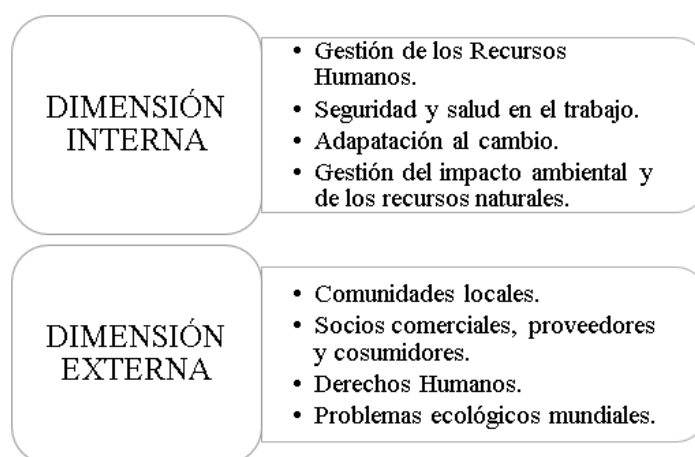 DIMENSIÓN
INTERNA
• Gestión de los Recursos
Humanos.
• Seguridad y salud en el trabajo.
• Adapatación al cambio.
• Gestión del impacto ambiental y
de los recursos naturales.
DIMENSIÓN
EXTERNA
• Comunidades locales.
• Socios comerciales, proveedores
y cosumidores.
• Derechos Humanos.
• Problemas ecológicos mundiales.